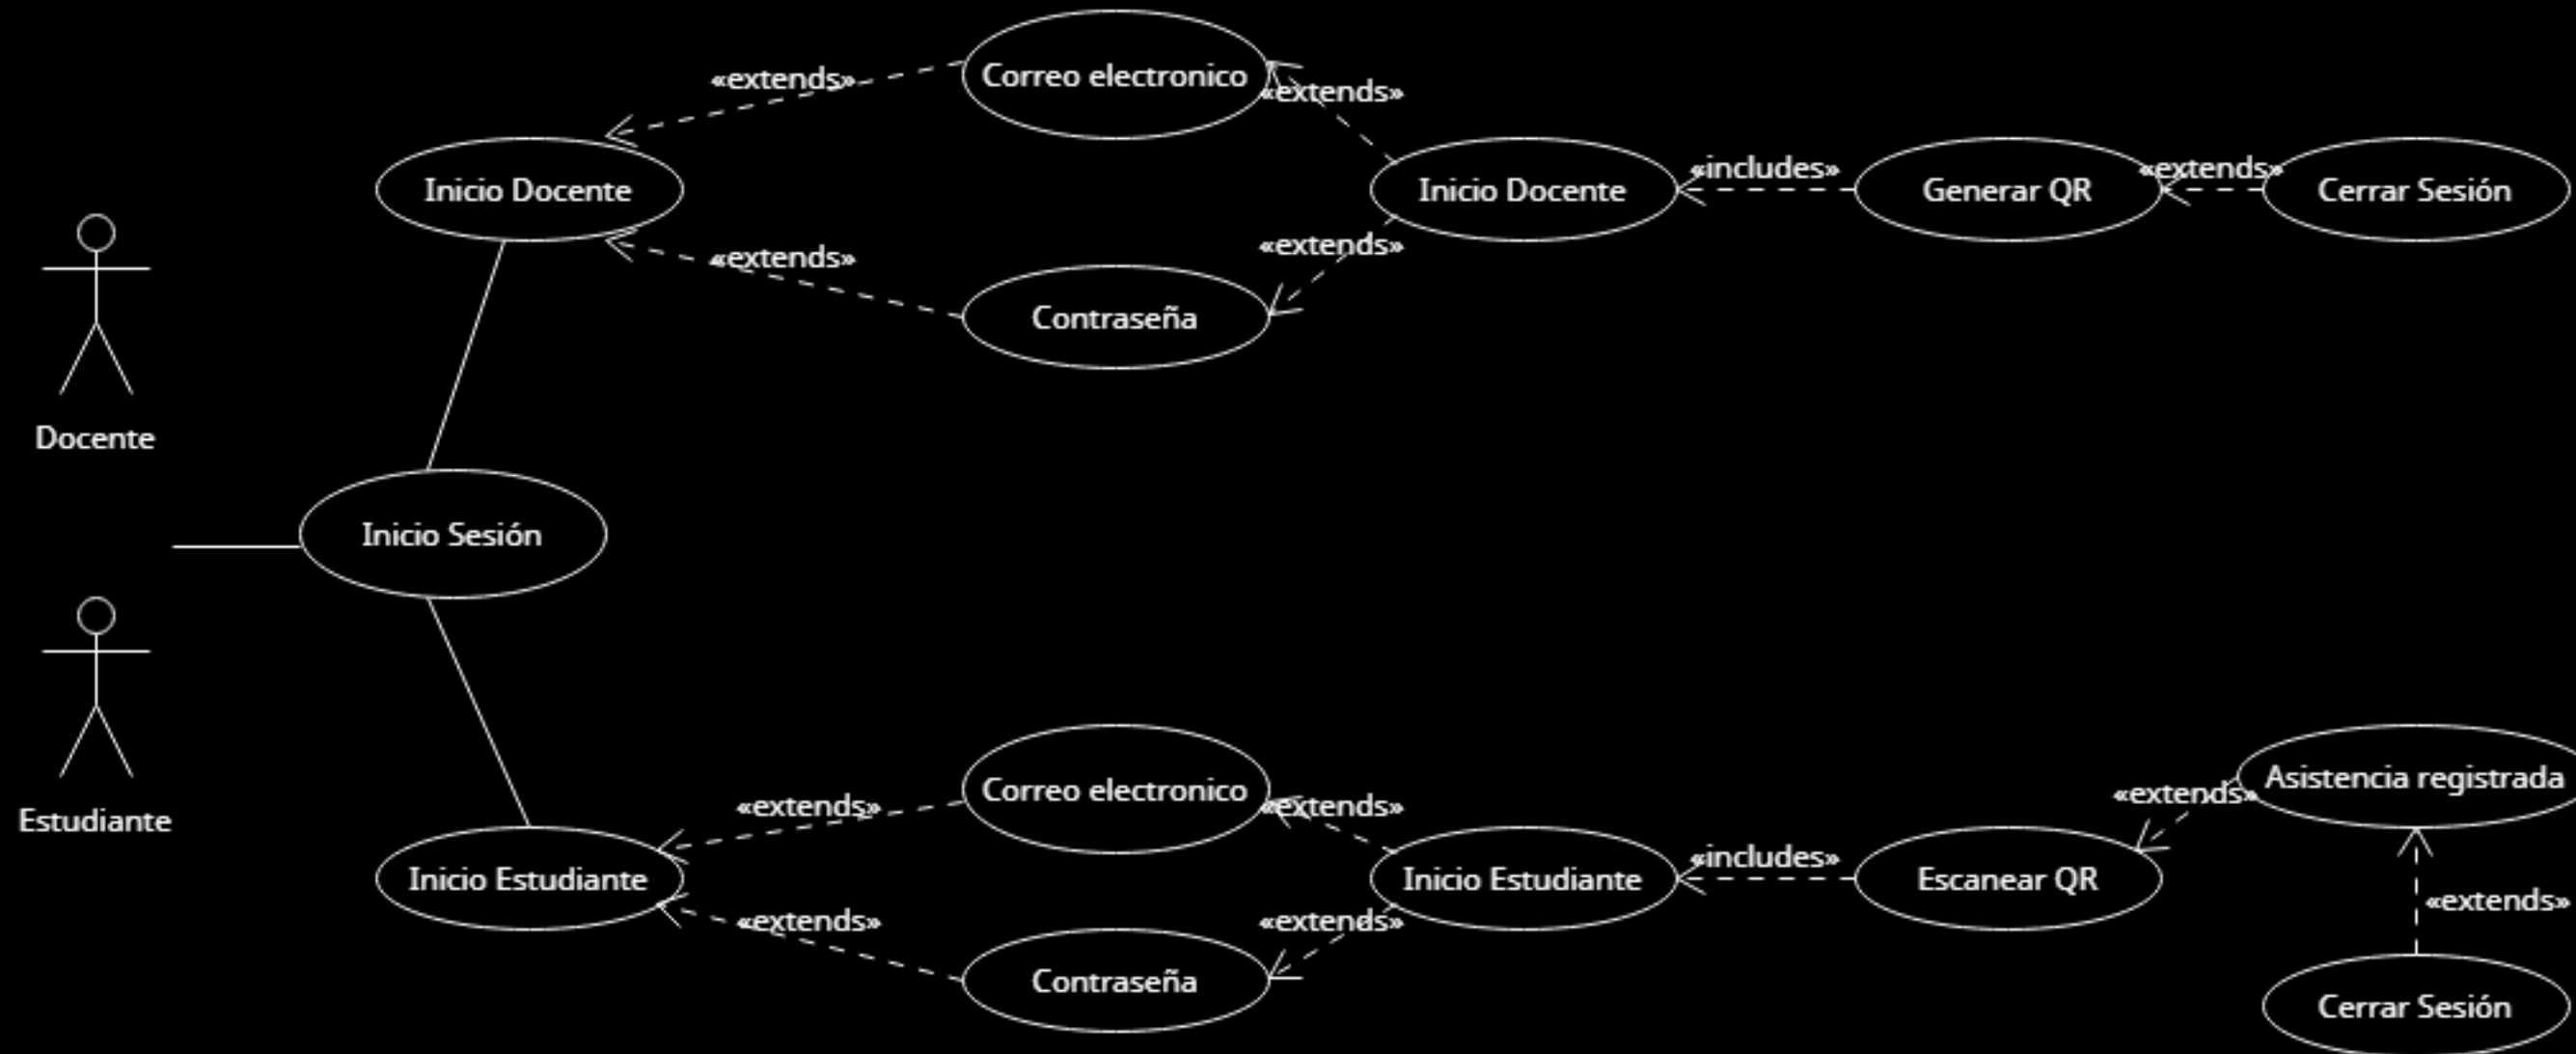 Correo electronico
«extends»
«extends»
Inicio Docente
Inicio Docente
«includes»
Generar QR
«extends»
Cerrar Sesión
«extends»
«extends»
Contraseña
Docente
Inicio Sesión
Estudiante
Correo electronico
Asistencia registrada
«extends»
«extends»
«extends»
Inicio Estudiante
Inicio Estudiante
«includes»
Escanear QR
«extends»
«extends»
«extends»
Contraseña
Cerrar Sesión